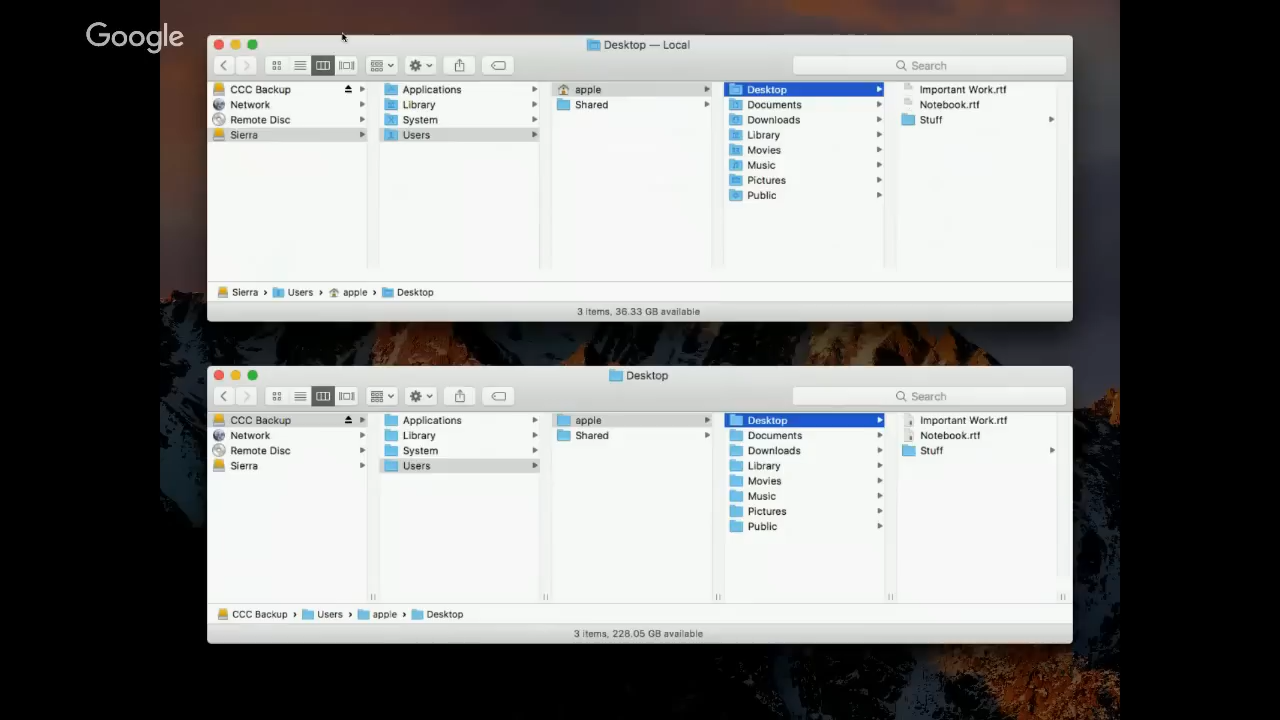 Google
Desktop — Local
Search
CCC Backup
Network
Remote Disc
Sierra
Applications
Library
System
Users
apple
Shared
Desktop
Documents
Downloads
Library
Movies
Music
Pictures
Public
Important Work.rtf
Notebook.rtf
Stuff
Sierra › Users › apple › Desktop
3 items, 36.33 GB available
Desktop
Search
CCC Backup
Network
Remote Disc
Sierra
Applications
Library
System
Users
apple
Shared
Desktop
Documents
Downloads
Library
Movies
Music
Pictures
Public
Important Work.rtf
Notebook.rtf
Stuff
CCC Backup › Users › apple › Desktop
3 items, 228.05 GB available